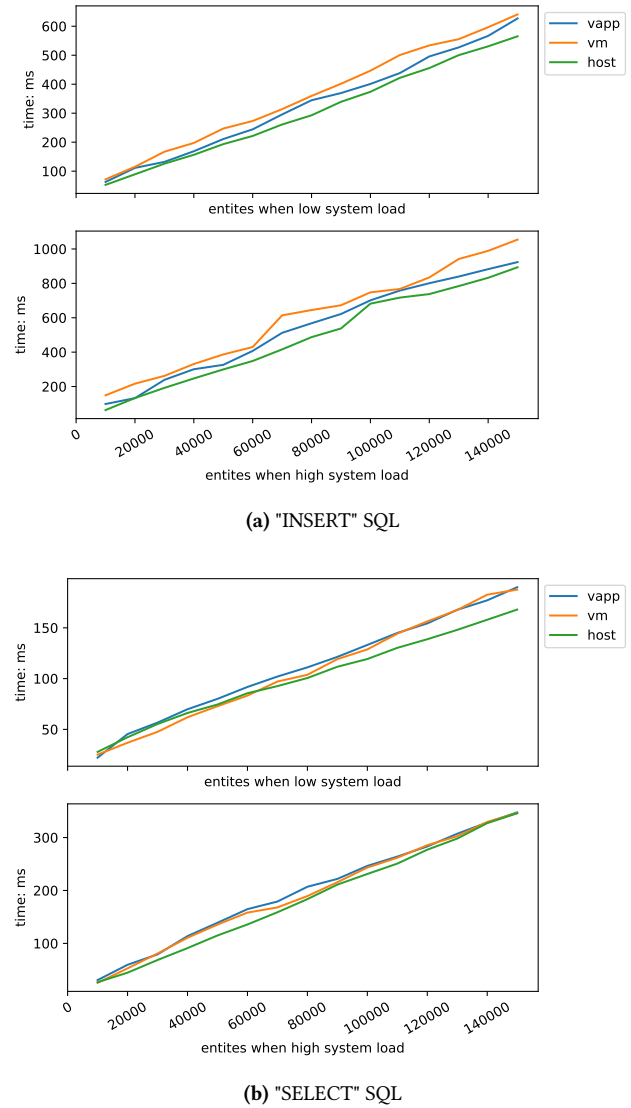 600
500
400
300
200
100
time: ms
vapp
vm
host
entites when low system load
1000
800
600
400
200
time: ms
0
20000
40000
60000
80000
100000
120000
140000
entites when high system load
(a) "INSERT" SQL
150
100
50
time: ms
vapp
vm
host
entites when low system load
300
200
100
time: ms
0
20000
40000
60000
80000
100000
120000
140000
entites when high system load
(b) "SELECT" SQL